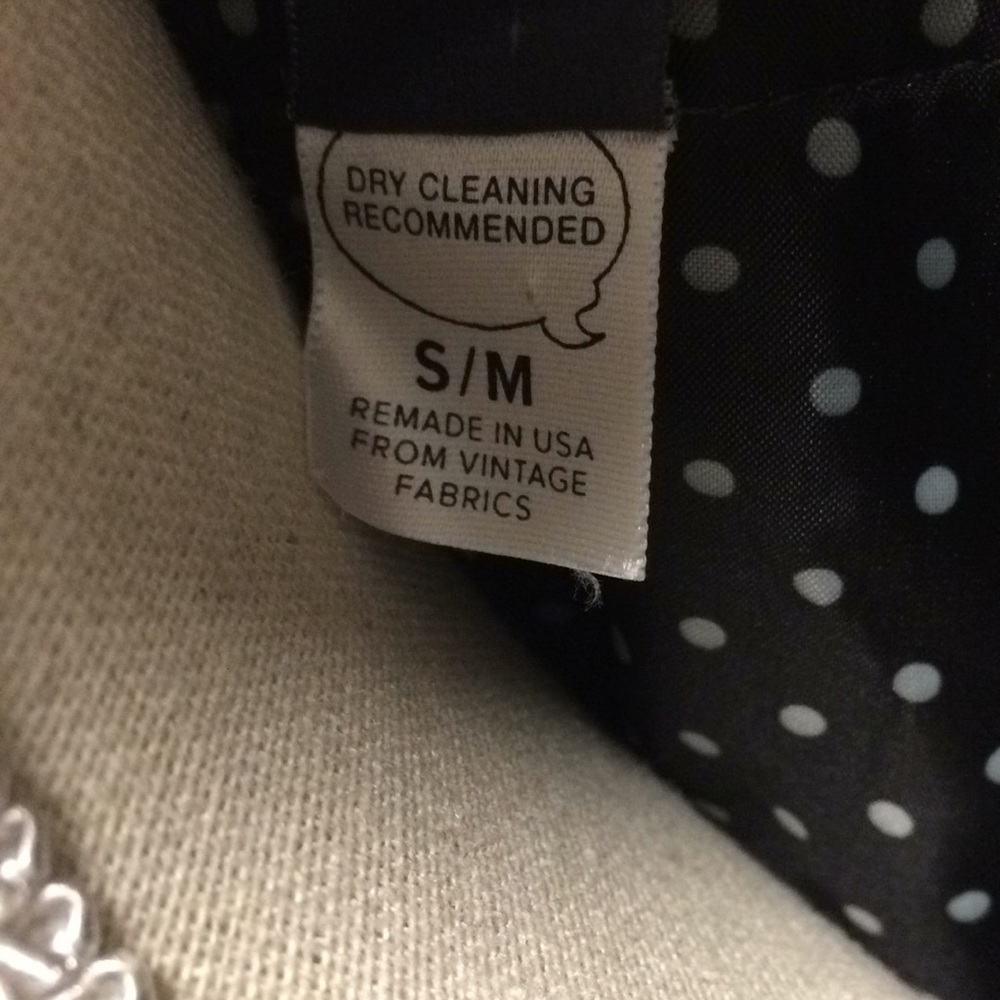 DRY CLEANING
RECOMMENDED
S/M
REMADE IN USA
FROM VINTAGE
FABRICS